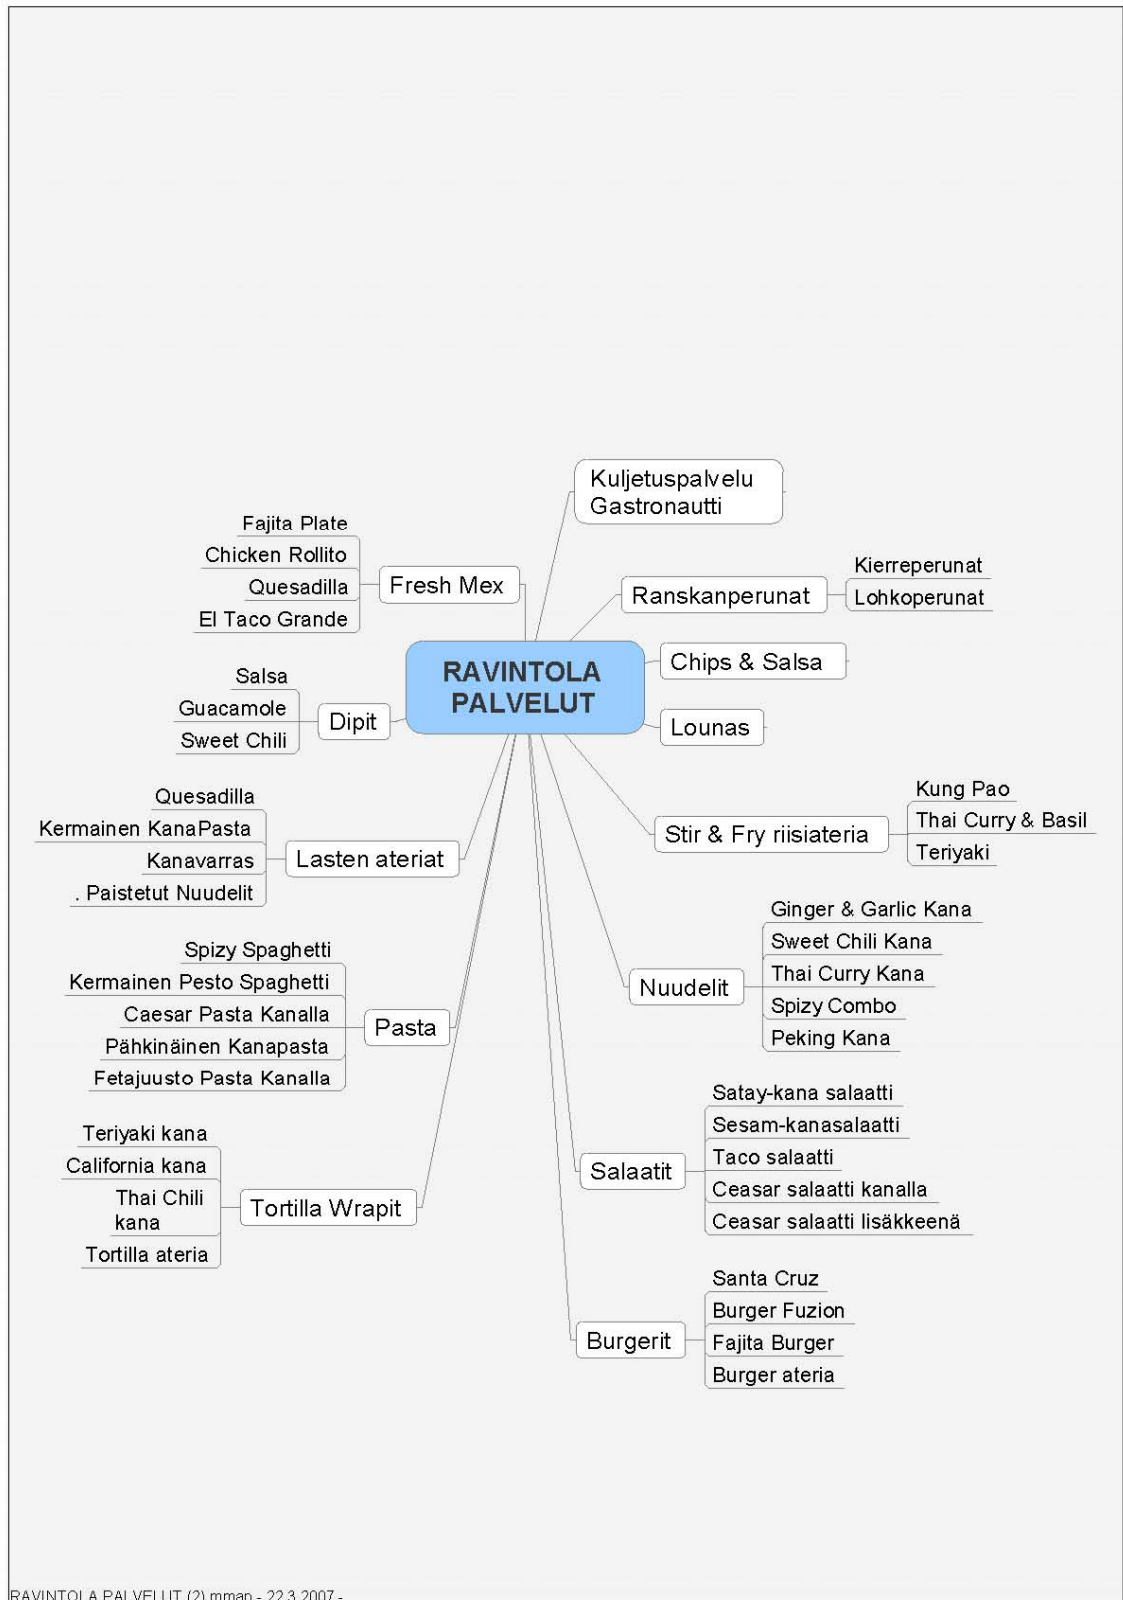 Kuljetuspalvelu
Gastronautti
Ranskanperunat
Kierreperunat
Lohkoperunat
Chips & Salsa
Lounas
Stir & Fry riisiateria
Kung Pao
Thai Curry & Basil
Teriyaki
Nuudelit
Ginger & Garlic Kana
Sweet Chili Kana
Thai Curry Kana
Spizy Combo
Peking Kana
Salaatit
Satay-kana salaatti
Sesam-kanasalaatti
Taco salaatti
Ceasar salaatti kanalla
Ceasar salaatti lisäkkeenä
Burgerit
Santa Cruz
Burger Fuzion
Fajita Burger
Burger ateria
RAVINTOLA
PALVELUT
Fresh Mex
Fajita Plate
Chicken Rollito
Quesadilla
El Taco Grande
Dipit
Salsa
Guacamole
Sweet Chili
Lasten ateriat
Quesadilla
Kermainen KanaPasta
Kanavarras
. Paistetut Nuudelit
Pasta
Spizy Spaghetti
Kermainen Pesto Spaghetti
Caesar Pasta Kanalla
Pähkinäinen Kanapasta
Fetajuusto Pasta Kanalla
Tortilla Wrapit
Teriyaki kana
California kana
Thai Chili
kana
Tortilla ateria
RAVINTOLA PALVELUT (2).mmap - 22.3.2007 -